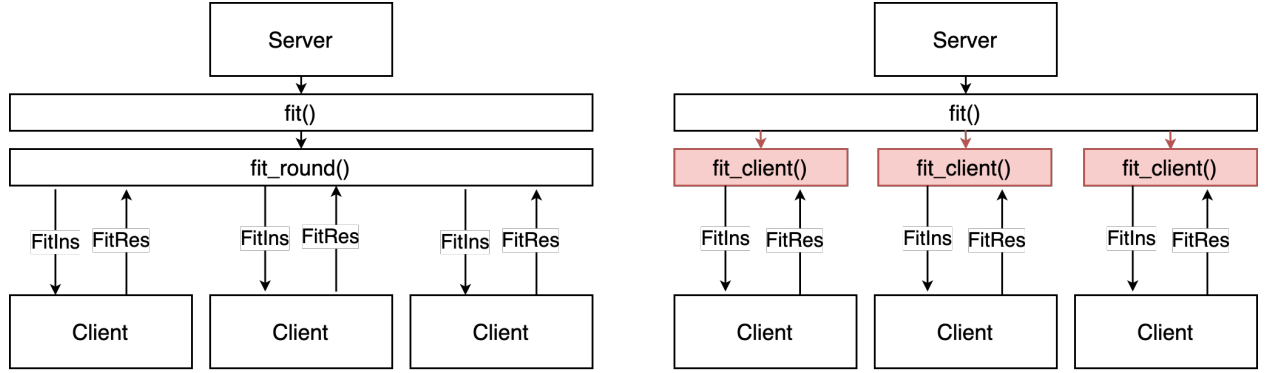 Server
fit()
fit_round()
FitIns
FitRes
FitIns
FitRes
FitIns
FitRes
Client
Client
Client
Server
fit()
fit_client()
fit_client()
fit_client()
FitIns
FitRes
FitIns
FitRes
FitIns
FitRes
Client
Client
Client